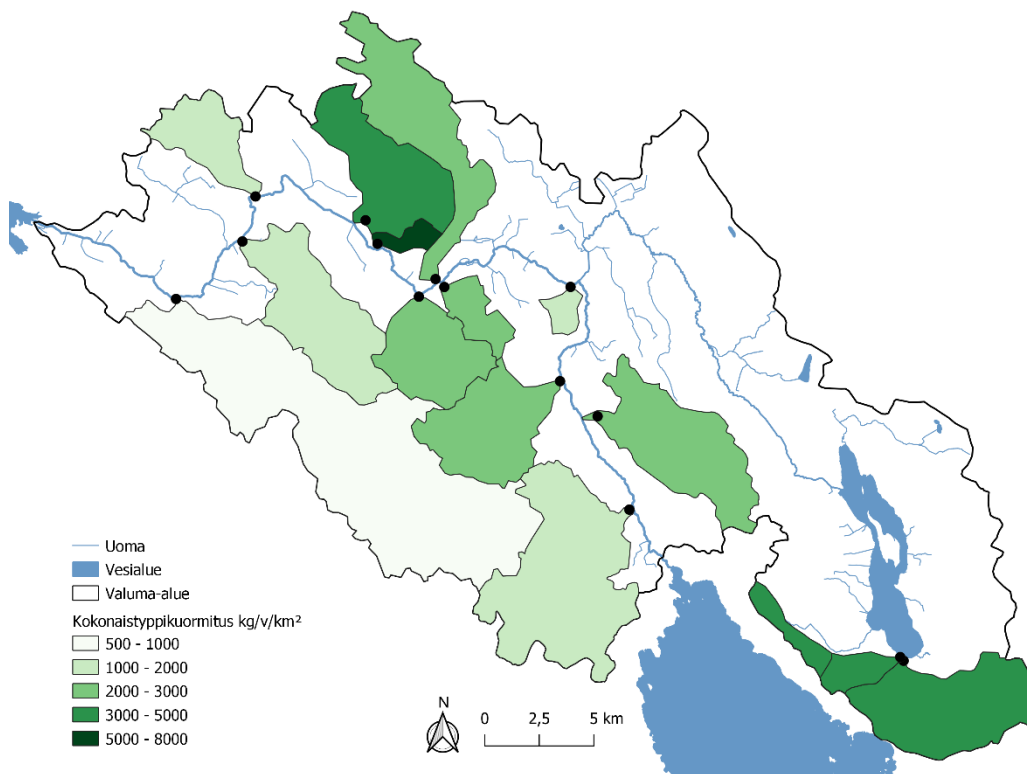 Uoma
Vesialue
Valuma-alue
Kokonaistyppikuormitus kg/v/km²
500 - 1000
1000 - 2000
2000 - 3000
3000 - 5000
5000 - 8000
N
0 2,5 5 km